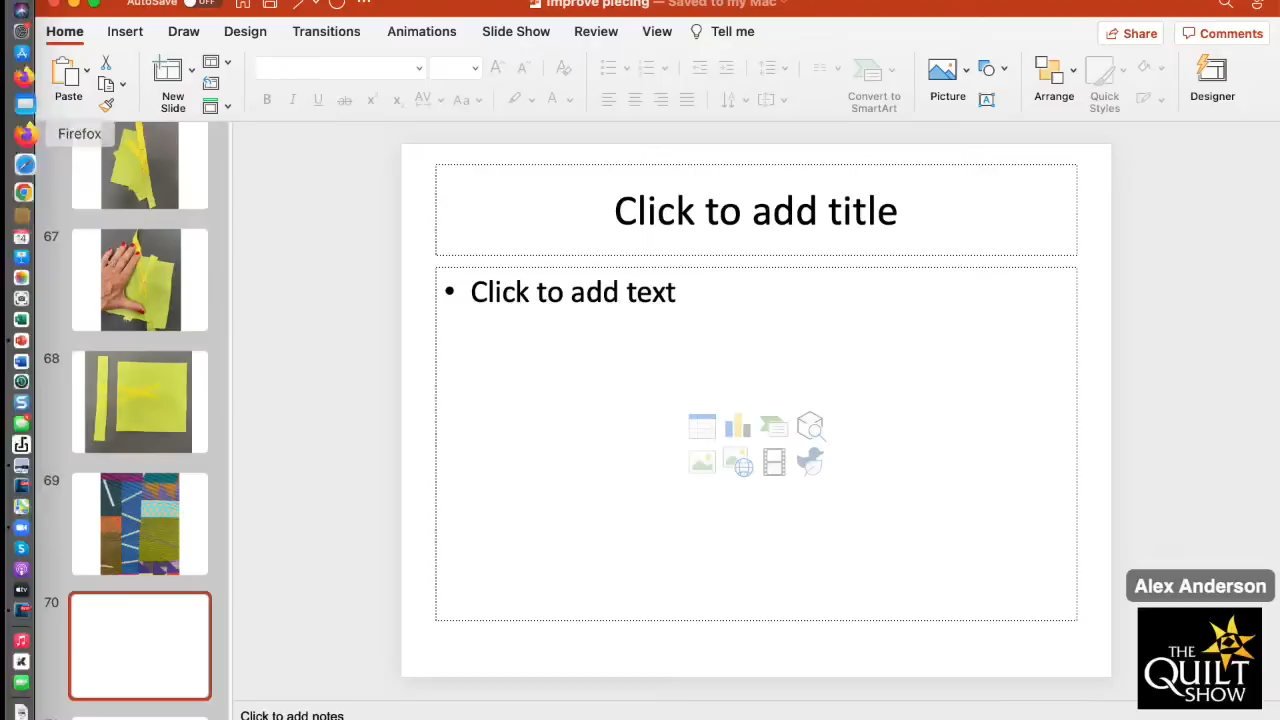 AutoSave OFF
Improve piecing — Saved to my Mac
Home Insert Draw Design Transitions Animations Slide Show Review View Tell me Share Comments
Paste New Slide Convert to SmartArt Picture Arrange Quick Styles Designer
Firefox
67
68
69
70
14
Click to add title
• Click to add text
Alex Anderson
THE
QUILT
SHOW
Click to add notes